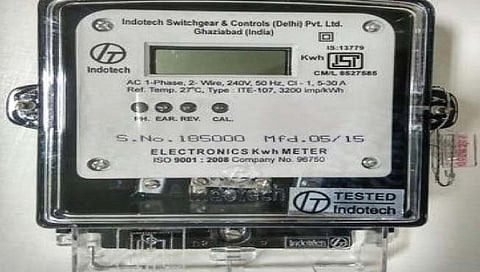 Indotech Switchgear & Controls (Delhi) Pvt. Ltd.
Ghaziabad (India)
IS:13779
Indotech
Kwh
ISI
CM/L 8527585
AC 1-Phase, 2- Wire, 240V, 50 Hz, Cl - 1, 5-30 A
Ref. Temp. 27°C, Type : ITE-107, 3200 imp/kWh
PH. EAR. REV. CAL.
S.No.185000 Mfd.05/15
ELECTRONICS KwH METER
ISO 9001 : 2008 Company No. 96750
Indotech
TESTED
Indotech